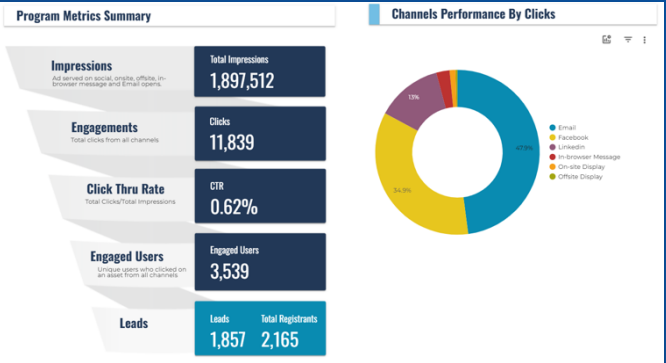 Program Metrics Summary
Impressions
Ad served on social, onsite, offsite, in-
browser message and Email opens.
Total Impressions
1,897,512
Engagements
Total clicks from all channels
Clicks
11,839
Click Thru Rate
Total Clicks/Total Impressions
CTR
0.62%
Engaged Users
Unique users who clicked on
an asset from all channels
Engaged Users
3,539
Leads
Leads Total Registrants
1,857 2,165
Channels Performance By Clicks
13%
47.9%
34.9%
Email
Facebook
Linkedin
In-browser Message
On-site Display
Offsite Display